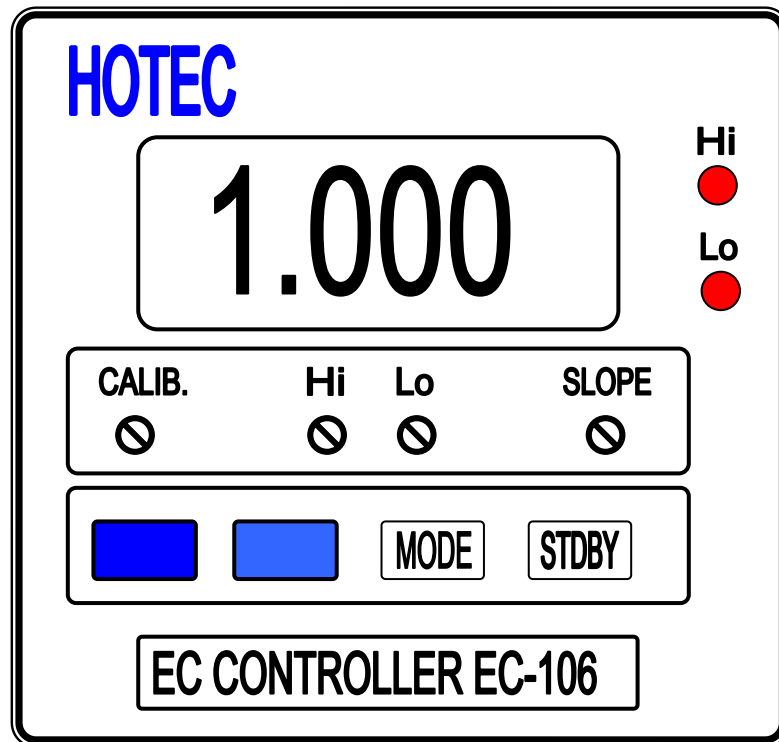 HOTEC
Hi
1.000
Lo
CALIB. Hi Lo SLOPE
MODE STDBY
EC CONTROLLER EC-106